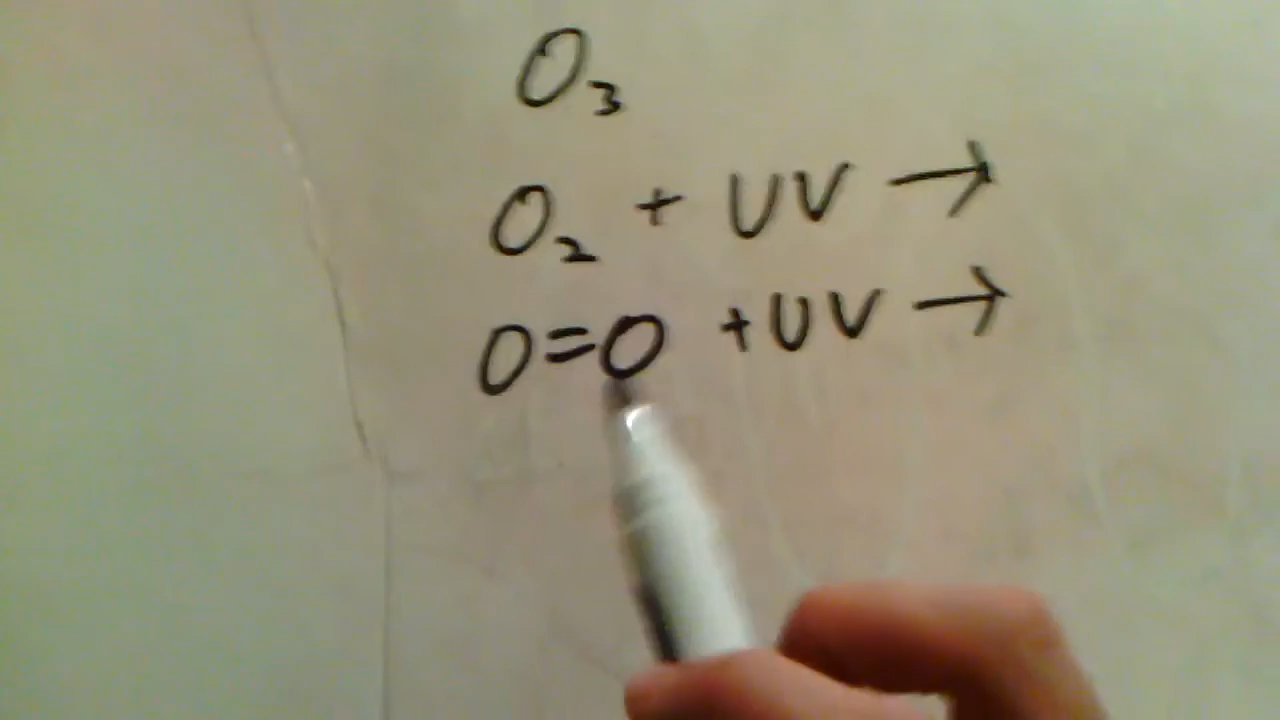 O₃
O₂ + UV →
O=O + UV →